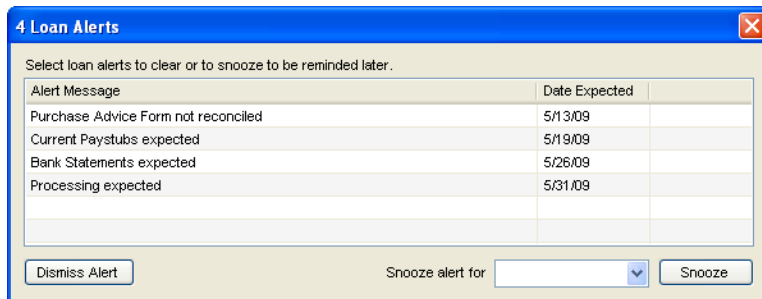 4 Loan Alerts
Select loan alerts to clear or to snooze to be reminded later.
Alert Message Date Expected
Purchase Advice Form not reconciled 5/13/09
Current Paystubs expected 5/19/09
Bank Statements expected 5/26/09
Processing expected 5/31/09
Dismiss Alert Snooze alert for Snooze